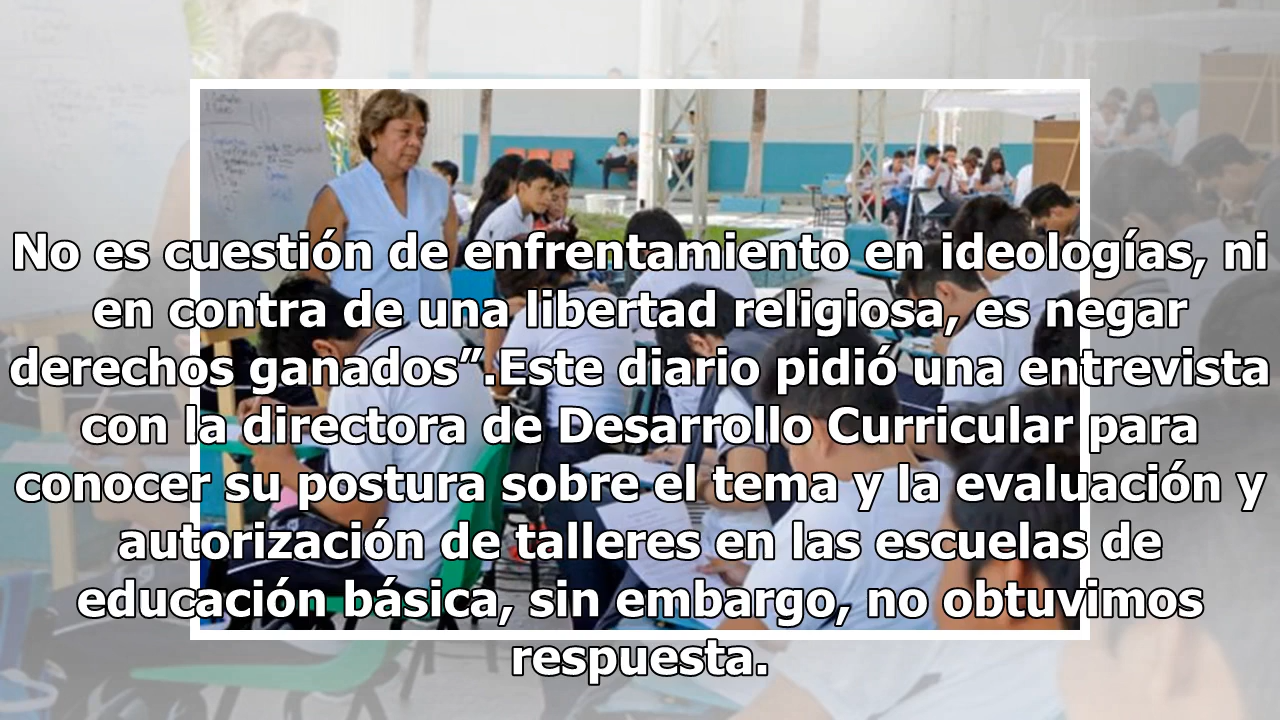 No es cuestión de enfrentamiento en ideologías, ni
en contra de una libertad religiosa, es negar
derechos ganados”.Este diario pidió una entrevista
con la directora de Desarrollo Curricular para
conocer su postura sobre el tema y la evaluación y
autorización de talleres en las escuelas de
educación básica, sin embargo, no obtuvimos
respuesta.